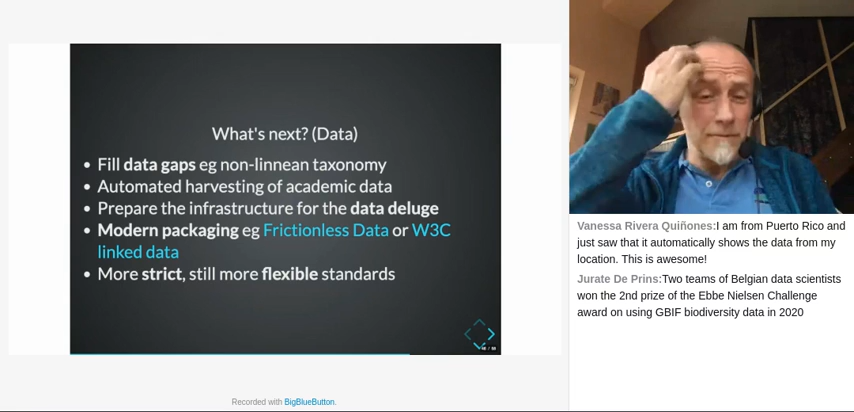 What's next? (Data)
• Fill data gaps eg non-linnean taxonomy
• Automated harvesting of academic data
• Prepare the infrastructure for the data deluge
• Modern packaging eg Frictionless Data or W3C
linked data
• More strict, still more flexible standards
Recorded with BigBlueButton.
Vanessa Rivera Quiñones:I am from Puerto Rico and
just saw that it automatically shows the data from my
location. This is awesome!
Jurate De Prins:Two teams of Belgian data scientists
won the 2nd prize of the Ebbe Nielsen Challenge
award on using GBIF biodiversity data in 2020